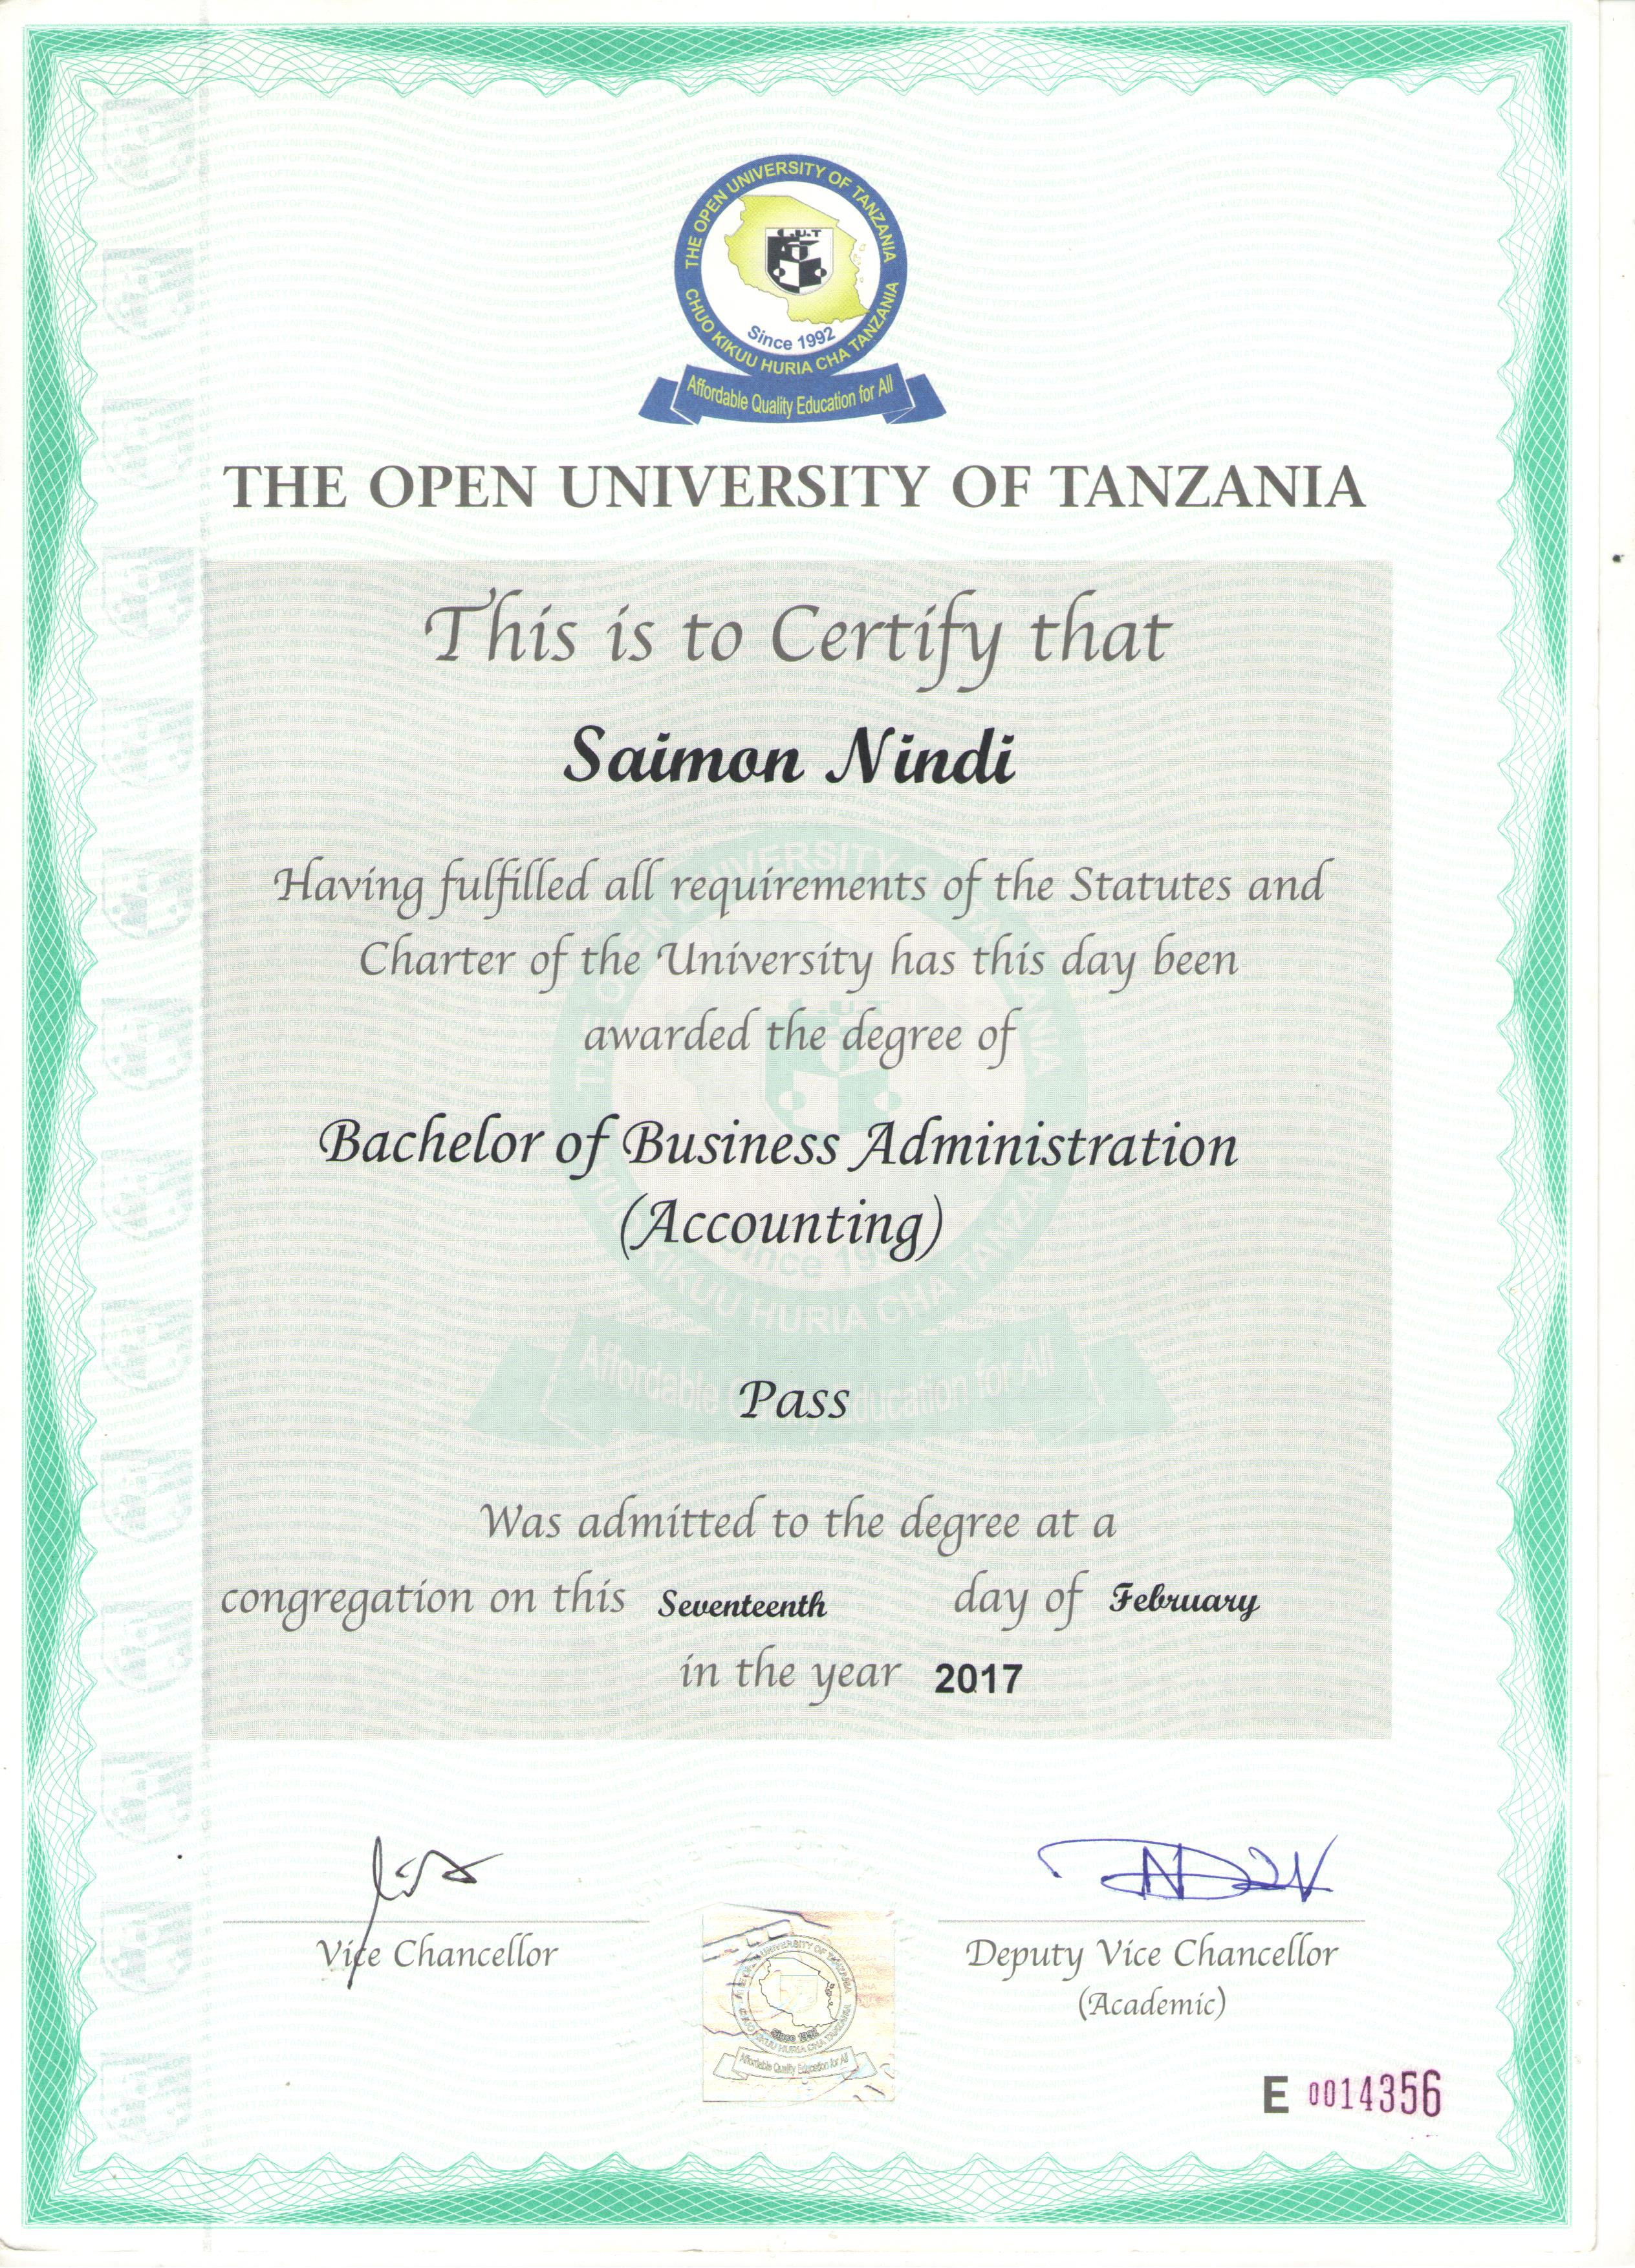 THE OPEN UNIVERSITY OF TANZANIA
CHUO KIKUU HURIA CHA TANZANIA
O.U.T
Since 1992
Affordable Quality Education for All
THE OPEN UNIVERSITY OF TANZANIA
This is to Certify that
Saimon Nindi
Having fulfilled all requirements of the Statutes and
Charter of the University has this day been
awarded the degree of
Bachelor of Business Administration
(Accounting)
Pass
Was admitted to the degree at a
congregation on this Seventeenth day of February
in the year 2017
Vice Chancellor
Deputy Vice Chancellor
(Academic)
UNIVERSITY OF TANZANIA
CHUO KIKUU HURIA CHA TANZANIA
Since 1992
Affordable Quality Education for All
E 0014356